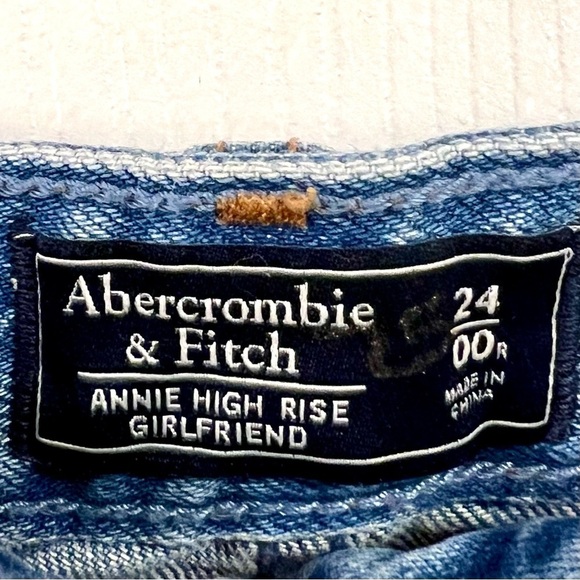 Abercrombie
& Fitch
ANNIE HIGH RISE
GIRLFRIEND
24
00R
MADE IN
CHINA